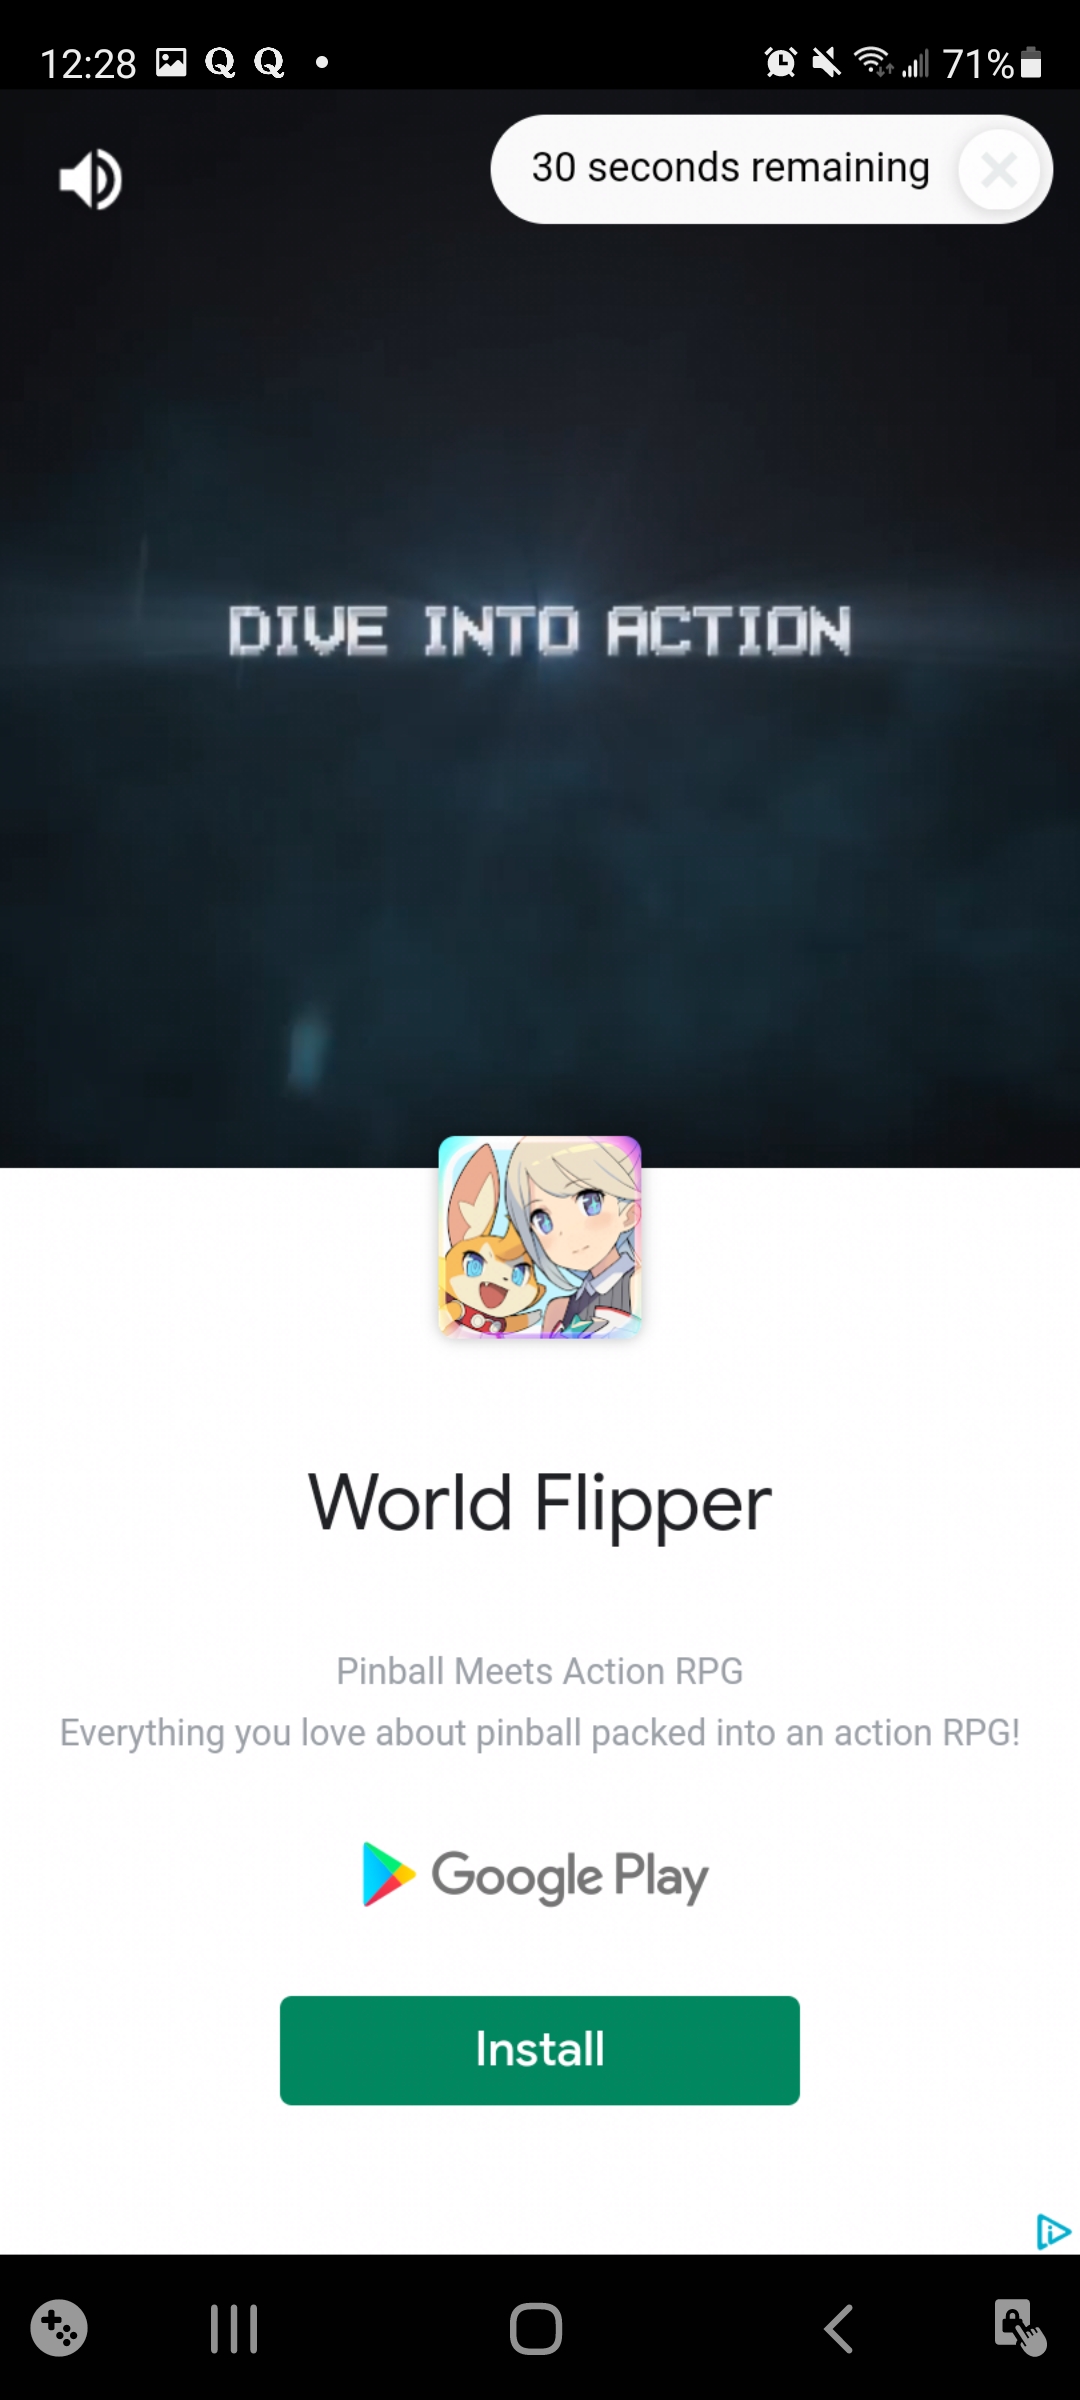 12:28 Q Q 71%
30 seconds remaining
DIVE INTO ACTION
World Flipper
Pinball Meets Action RPG
Everything you love about pinball packed into an action RPG!
Google Play
Install